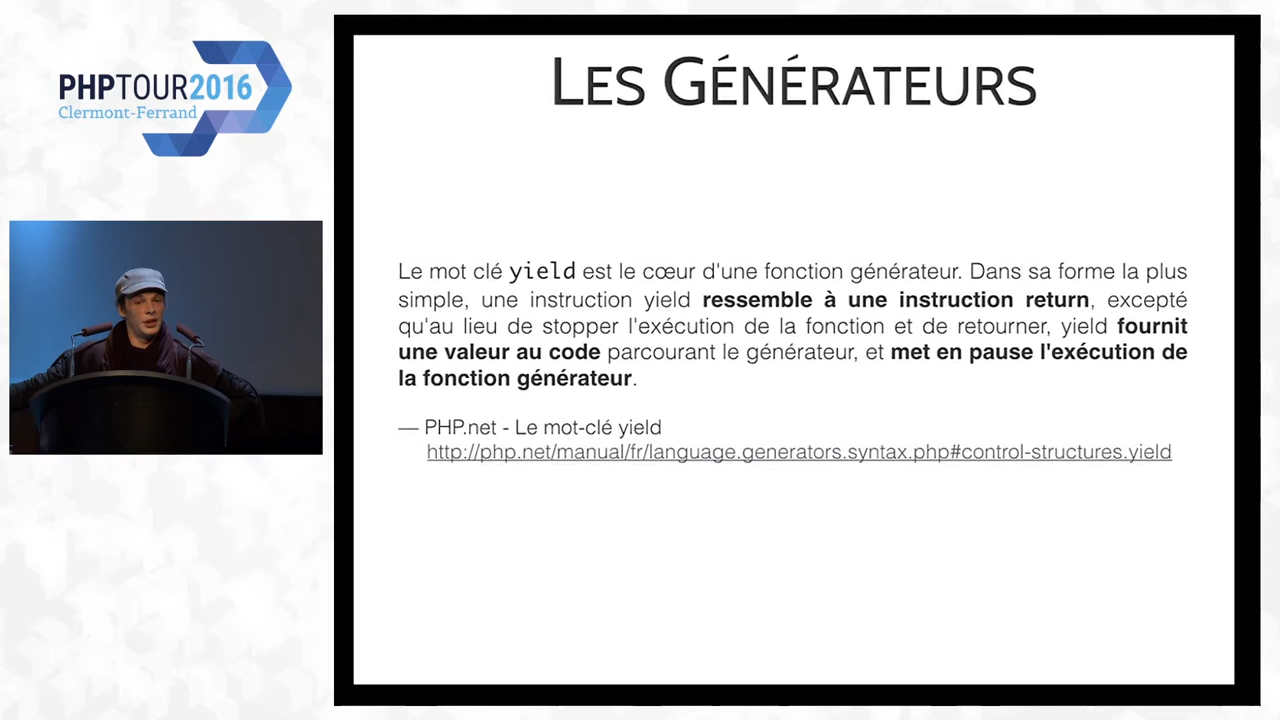 PHPTOUR2016
Clermont-Ferrand
LES GÉNÉRATEURS
Le mot clé yield est le cœur d'une fonction générateur. Dans sa forme la plus
simple, une instruction yield ressemble à une instruction return, excepté
qu'au lieu de stopper l'exécution de la fonction et de retourner, yield fournit
une valeur au code parcourant le générateur, et met en pause l'exécution de
la fonction générateur.
— PHP.net - Le mot-clé yield
http://php.net/manual/fr/language.generators.syntax.php#control-structures.yield